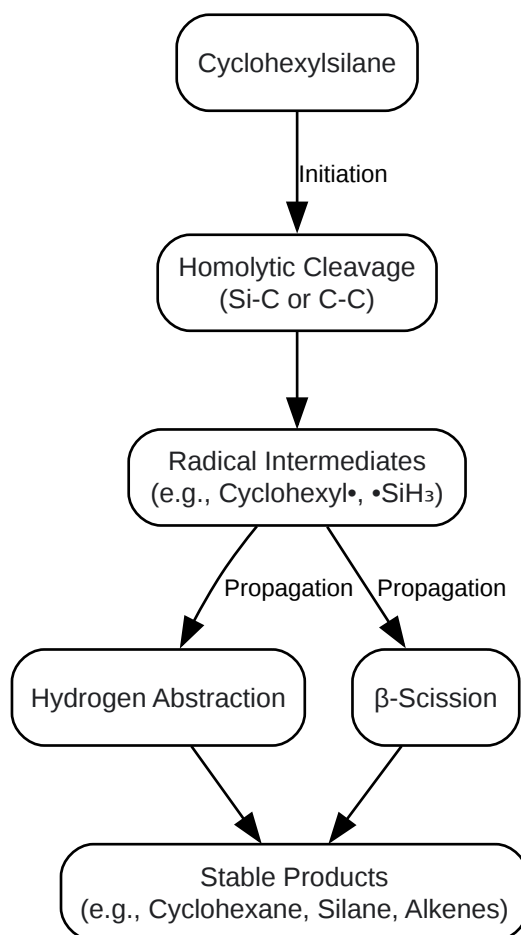 Cyclohexylsilane
Initiation
Homolytic Cleavage
(Si-C or C-C)
Radical Intermediates
(e.g., Cyclohexyl•, •SiH₃)
Propagation Propagation
Hydrogen Abstraction
β-Scission
Stable Products
(e.g., Cyclohexane, Silane, Alkenes)